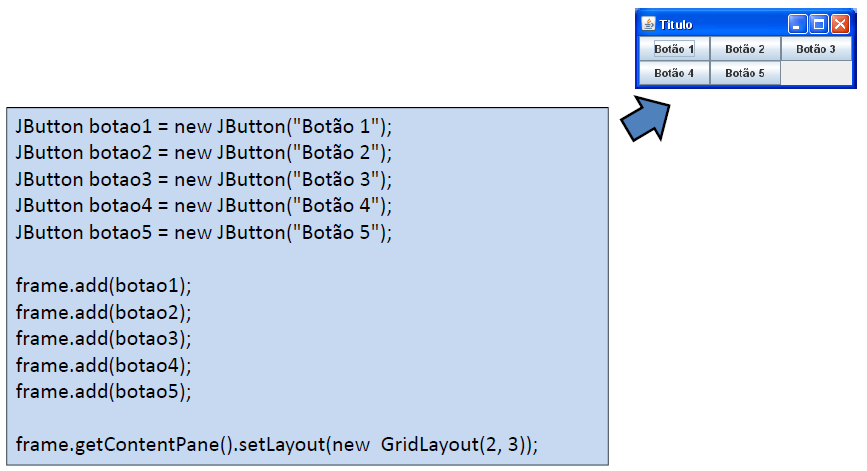 Título
Botão 1 Botão 2 Botão 3
Botão 4 Botão 5
JButton botao1 = new JButton("Botão 1");
JButton botao2 = new JButton("Botão 2");
JButton botao3 = new JButton("Botão 3");
JButton botao4 = new JButton("Botão 4");
JButton botao5 = new JButton("Botão 5");
frame.add(botao1);
frame.add(botao2);
frame.add(botao3);
frame.add(botao4);
frame.add(botao5);
frame.getContentPane().setLayout(new  GridLayout(2, 3));